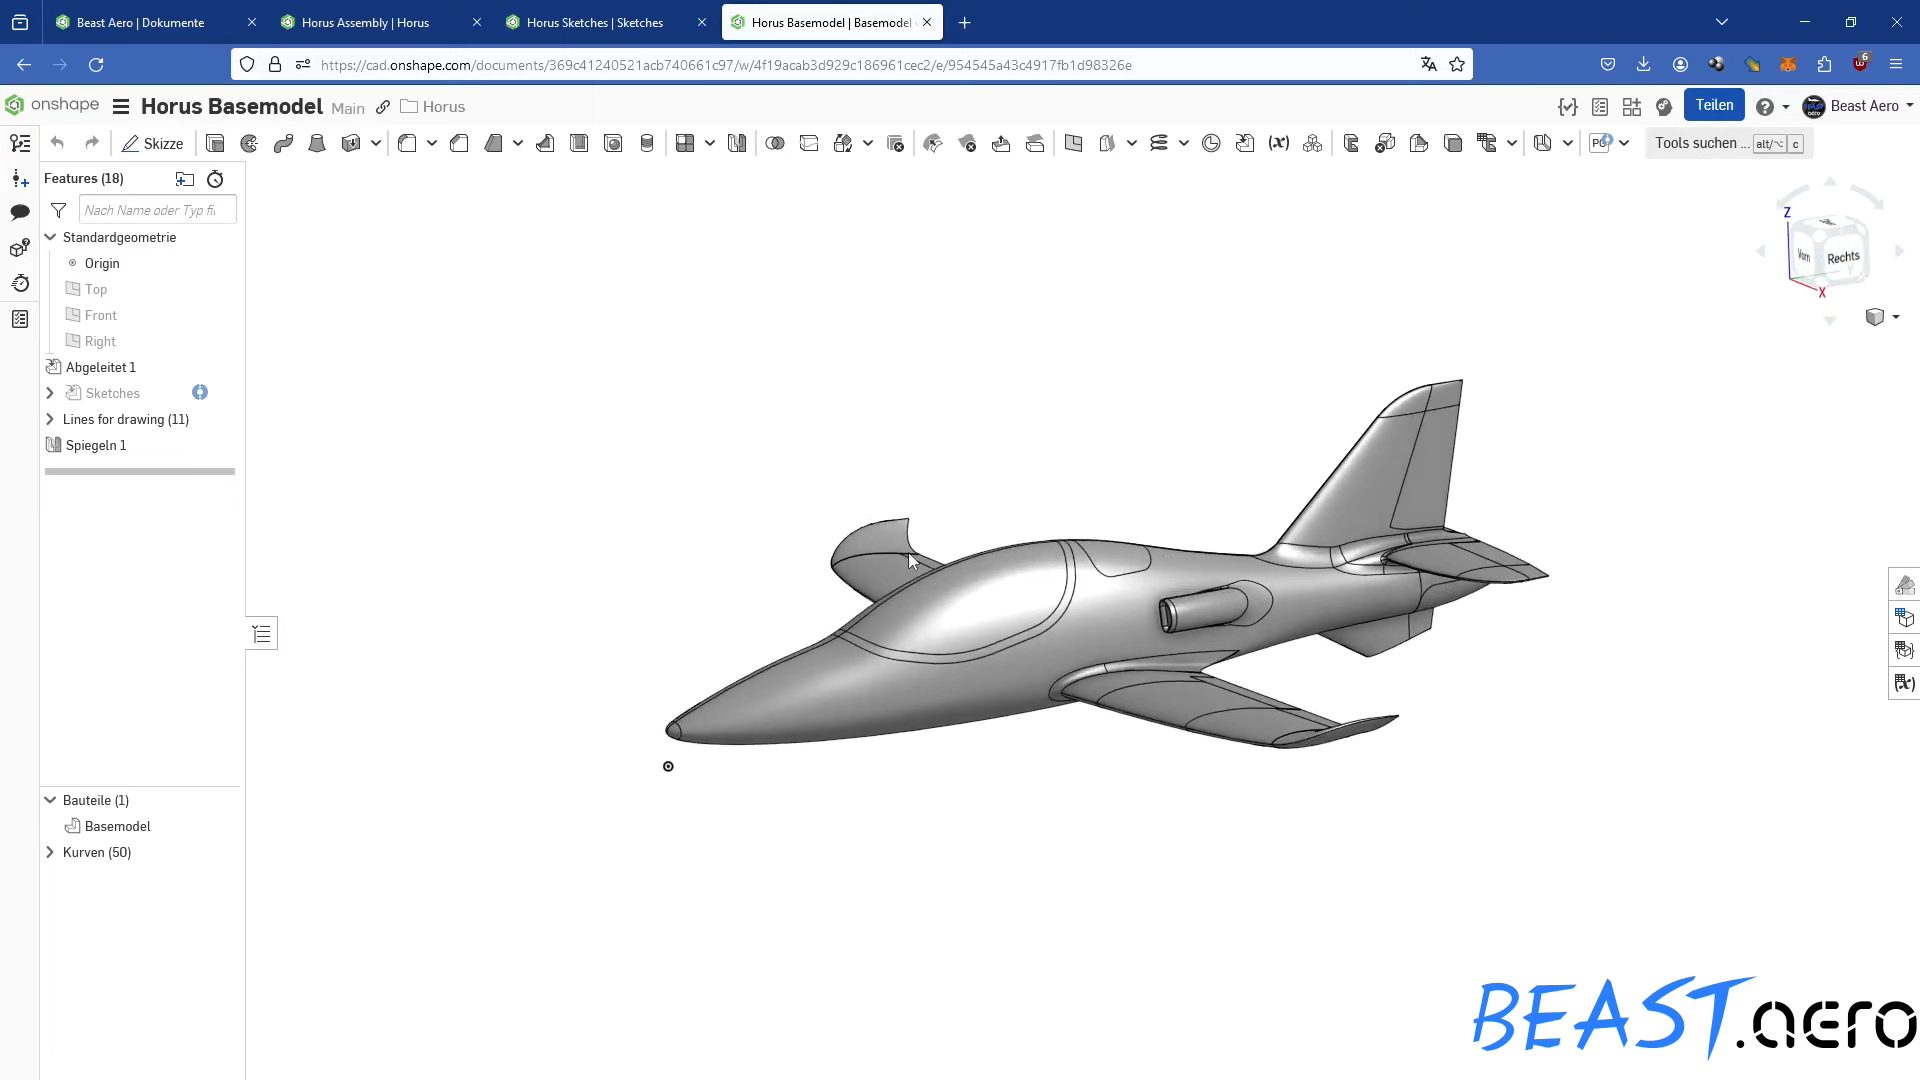 Beast Aero | Dokumente
Horus Assembly | Horus
Horus Sketches | Sketches
Horus Basemodel | Basemodel
https://cad.onshape.com/documents/369c41240521acb740661c97/w/4f19acab3d929c186961cec2/e/954545a43c4917fb1d98326e
6
onshape
Horus Basemodel Main Horus
Teilen
Beast Aero
Skizze
Tools suchen ... alt/⌥ c
Features (18)
Nach Name oder Typ fi
Standardgeometrie
Origin
Top
Front
Right
Abgeleitet 1
Sketches
Lines for drawing (11)
Spiegeln 1
Bauteile (1)
Basemodel
Kurven (50)
Z
Vorn
Rechts
X
BEAST.aero